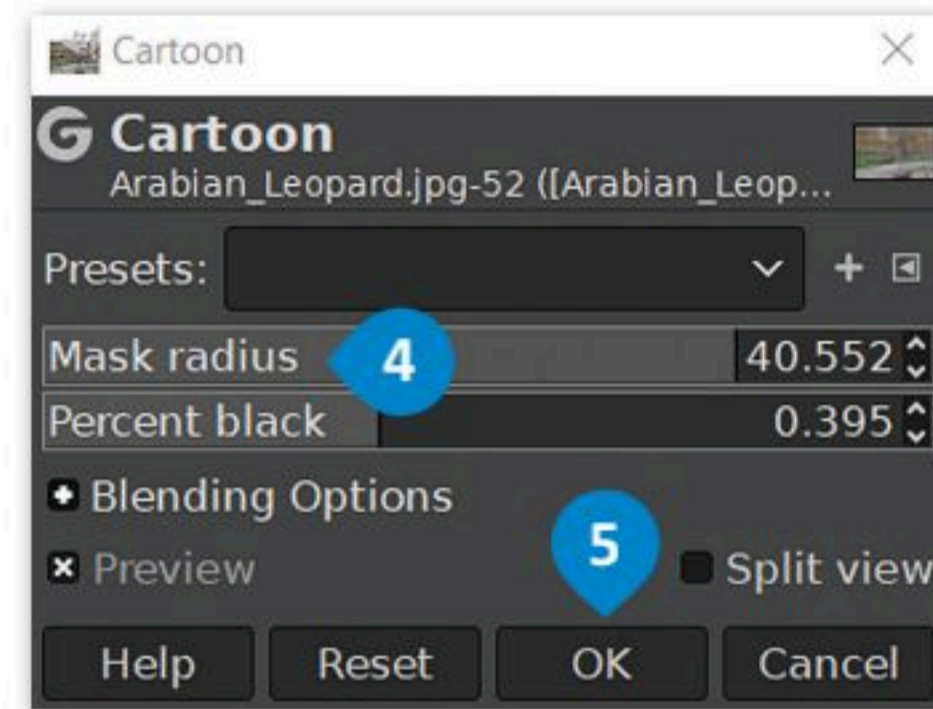 Cartoon
Cartoon
Arabian_Leopard.jpg-52 ([Arabian_Leop...
Presets:
Mask radius 4 40.552
Percent black 0.395
Blending Options
5
Preview Split view
Help Reset OK Cancel